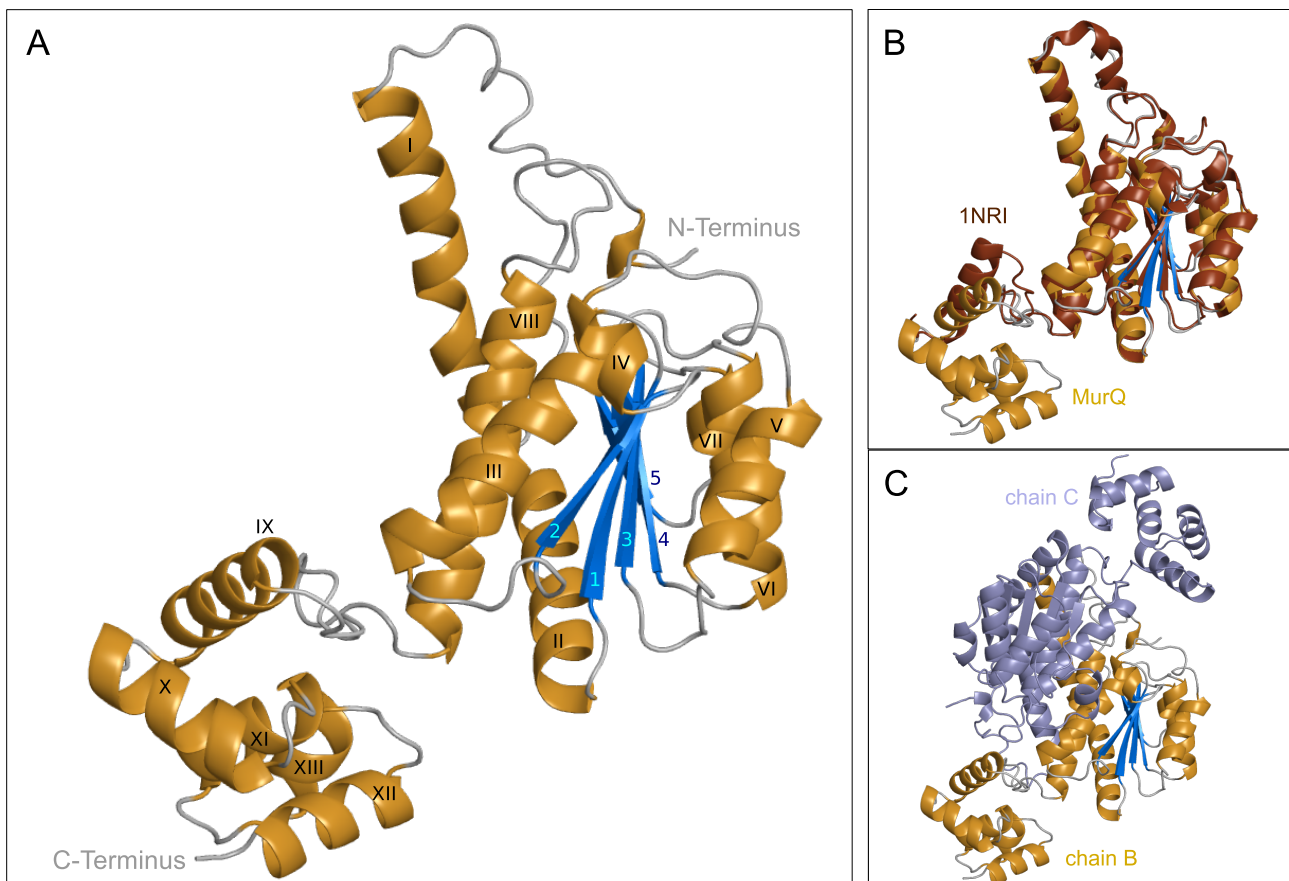 A
I
N-Terminus
VIII
IV
V
VII
III
5
IX
2
3
4
1
VI
II
X
XI
XIII
XII
C-Terminus
B
1NRI
MurQ
C
chain C
chain B